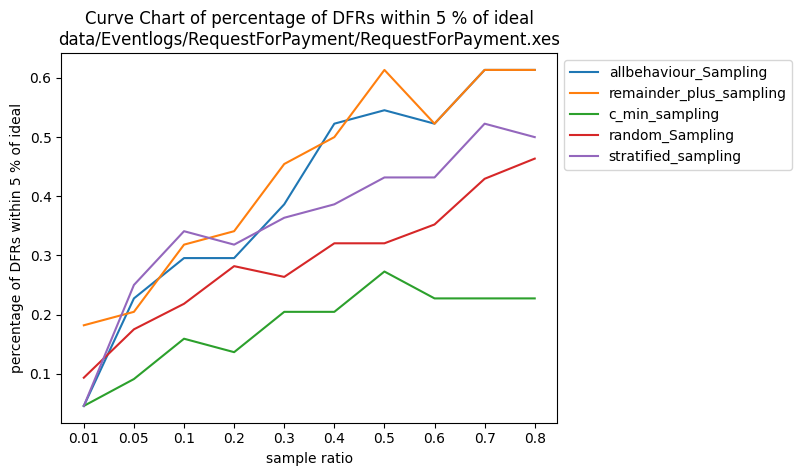 Curve Chart of percentage of DFRs within 5 % of ideal
data/Eventlogs/RequestForPayment/RequestForPayment.xes
percentage of DFRs within 5 % of ideal
0.6
0.5
0.4
0.3
0.2
0.1
0.01 0.05 0.1 0.2 0.3 0.4 0.5 0.6 0.7 0.8
sample ratio
allbehaviour_Sampling
remainder_plus_sampling
c_min_sampling
random_Sampling
stratified_sampling